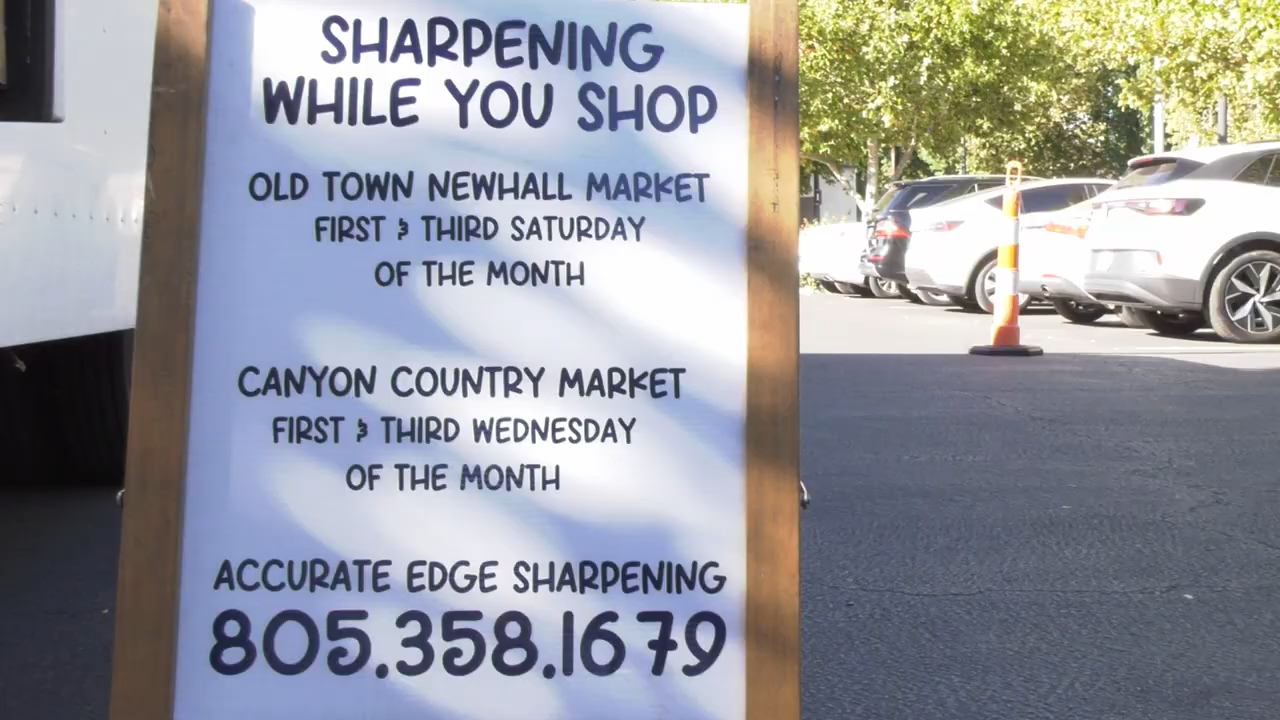 SHARPENING
WHILE YOU SHOP
OLD TOWN NEWHALL MARKET
FIRST & THIRD SATURDAY
OF THE MONTH
CANYON COUNTRY MARKET
FIRST & THIRD WEDNESDAY
OF THE MONTH
ACCURATE EDGE SHARPENING
805.358.1679